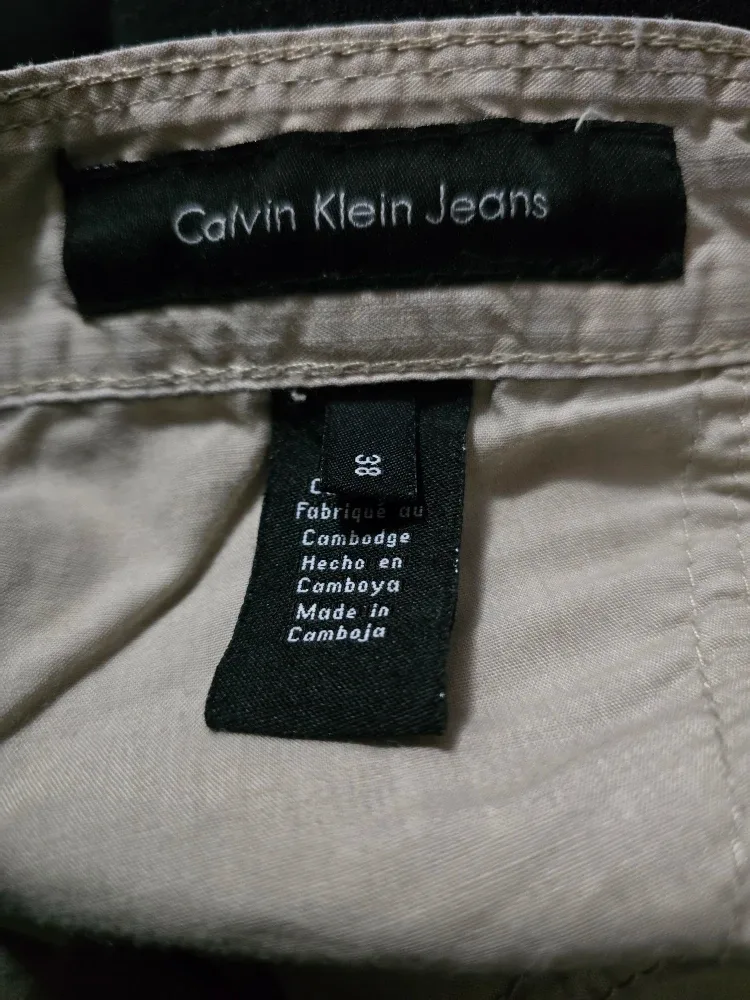 Calvin Klein Jeans
38
Fabriqué au
Cambodge
Hecho en
Camboya
Made in
Camboja